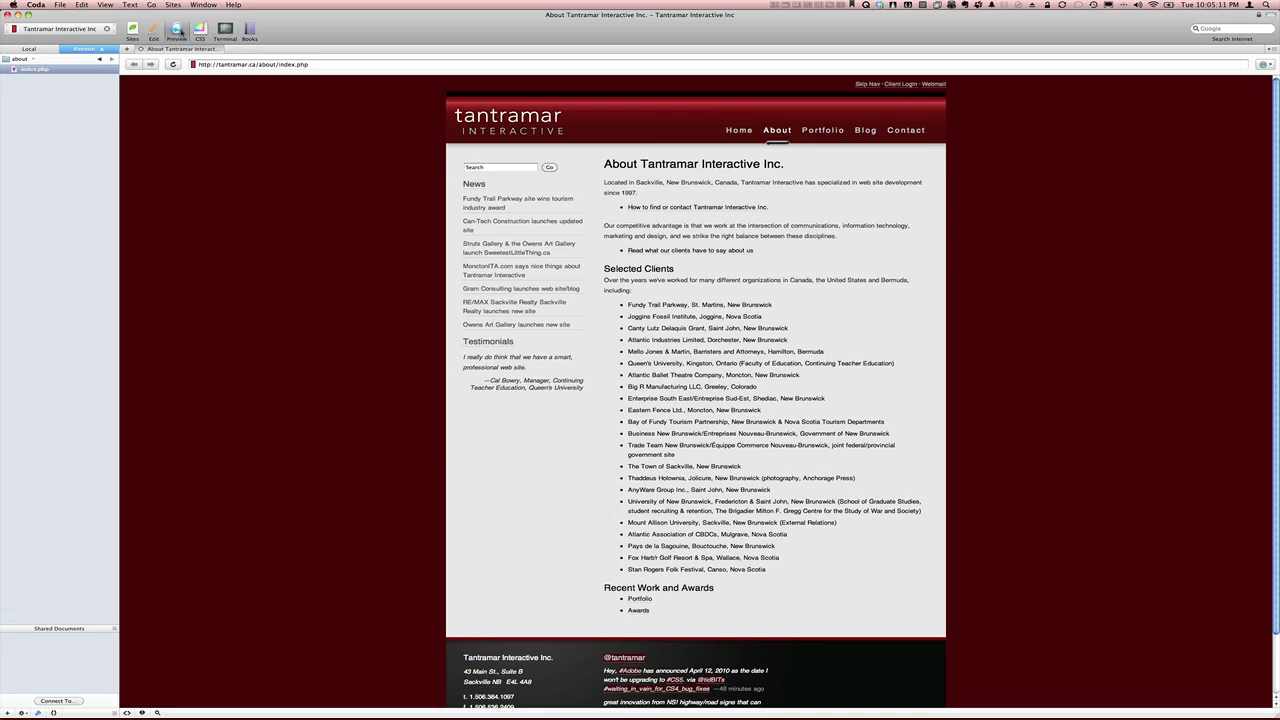 Coda File Edit View Text Go Sites Window Help
Tue 10:05:11 PM
About Tantramar Interactive Inc. – Tantramar Inc
Tantramar Interactive Inc
Sites Edit Preview CSS Terminal Books
Google
Search Internet
Local Remote
About Tantramar Interact...
about
index.php
http://tantramar.ca/about/index.php
Skip Nav · Client Login · Webmail
tantramar
INTERACTIVE
Home About Portfolio Blog Contact
Search Go
News
Fundy Trail Parkway site wins tourism
industry award
Can-Tech Construction launches updated
site
Struts Gallery & the Owens Art Gallery
launch SweetestLittleThing.ca
MonctonITA.com says nice things about
Tantramar Interactive
Gram Consulting launches web site/blog
RE/MAX Sackville Realty Sackville
Realty launches new site
Owens Art Gallery launches new site
Testimonials
I really do think that we have a smart,
professional web site.
—Cal Bowry, Manager, Continuing
Teacher Education, Queen's University
About Tantramar Interactive Inc.
Located in Sackville, New Brunswick, Canada, Tantramar Interactive has specialized in web site development
since 1997.
• How to find or contact Tantramar Interactive Inc.
Our competitive advantage is that we work at the intersection of communications, information technology,
marketing and design, and we strike the right balance between these disciplines.
• Read what our clients have to say about us
Selected Clients
Over the years we've worked for many different organizations in Canada, the United States and Bermuda,
including:
• Fundy Trail Parkway, St. Martins, New Brunswick
• Joggins Fossil Institute, Joggins, Nova Scotia
• Canty Lutz Delaquis Grant, Saint John, New Brunswick
• Atlantic Industries Limited, Dorchester, New Brunswick
• Mello Jones & Martin, Barristers and Attorneys, Hamilton, Bermuda
• Queen's University, Kingston, Ontario (Faculty of Education, Continuing Teacher Education)
• Atlantic Ballet Theatre Company, Moncton, New Brunswick
• Big R Manufacturing LLC, Greeley, Colorado
• Enterprise South East/Entreprise Sud-Est, Shediac, New Brunswick
• Eastern Fence Ltd., Moncton, New Brunswick
• Bay of Fundy Tourism Partnership, New Brunswick & Nova Scotia Tourism Departments
• Business New Brunswick/Entreprises Nouveau-Brunswick, Government of New Brunswick
• Trade Team New Brunswick/Équippe Commerce Nouveau-Brunswick, joint federal/provincial
government site
• The Town of Sackville, New Brunswick
• Thaddeus Holownia, Jolicure, New Brunswick (photography, Anchorage Press)
• AnyWare Group Inc., Saint John, New Brunswick
• University of New Brunswick, Fredericton & Saint John, New Brunswick (School of Graduate Studies,
student recruiting & retention, The Brigadier Milton F. Gregg Centre for the Study of War and Society)
• Mount Allison University, Sackville, New Brunswick (External Relations)
• Atlantic Association of CBDCs, Mulgrave, Nova Scotia
• Pays de la Sagouine, Bouctouche, New Brunswick
• Fox Harb'r Golf Resort & Spa, Wallace, Nova Scotia
• Stan Rogers Folk Festival, Canso, Nova Scotia
Recent Work and Awards
• Portfolio
• Awards
Shared Documents
Connect To...
Tantramar Interactive Inc.
43 Main St., Suite B
Sackville NB E4L 4A8
t. 1.506.364.1097
f. 1.506.536.2409
@tantramar
Hey, #Adobe has announced April 12, 2010 as the date I
won't be upgrading to #CS5. via @tidBITs
#waiting_in_vain_for_CS4_bug_fixes —48 minutes ago
great innovation from NS! highway/road signs that can